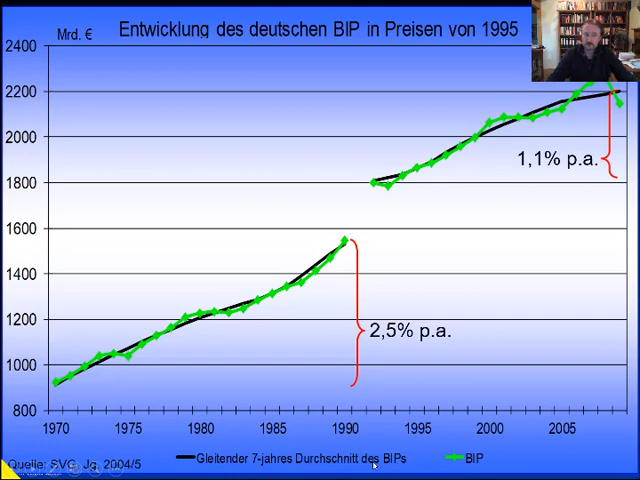 Entwicklung des deutschen BIP in Preisen von 1995
Mrd. €
2400
2200
2000
1800
1600
1400
1200
1000
800
1,1% p.a.
2,5% p.a.
1970 1975 1980 1985 1990 1995 2000 2005
Gleitender 7-jahres Durchschnitt des BIPs BIP
Quelle: SVG, Jg. 2004/5